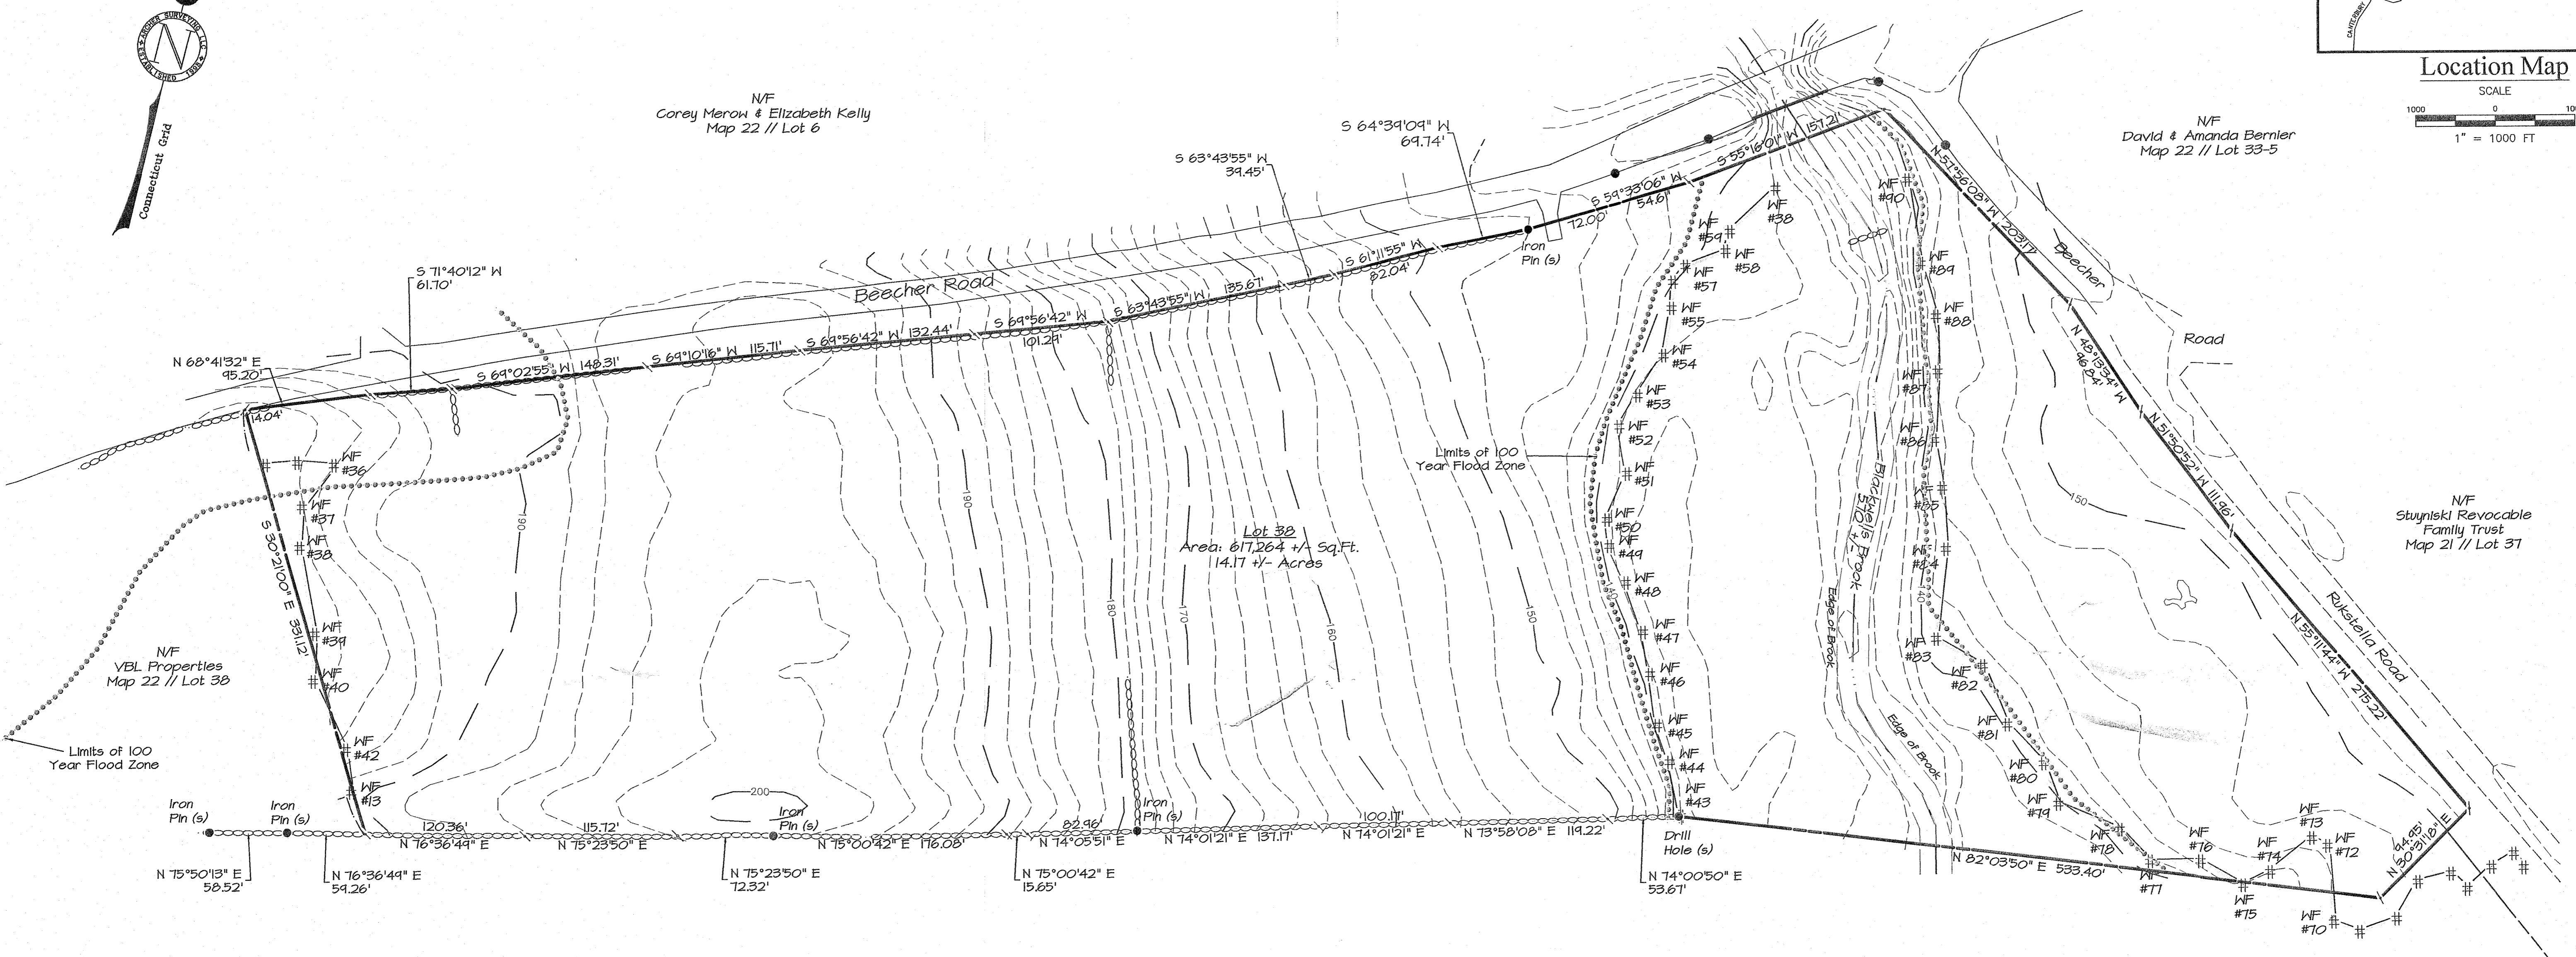 ARCHER SURVEYING LLC
N
ESTABLISHED 1998
Connecticut Grid
N/F
Corey Merow & Elizabeth Kelly
Map 22 // Lot 6
CANTERBURY
Location Map
SCALE
1000 0
1" = 1000 FT
N/F
David & Amanda Bernier
Map 22 // Lot 33-5
S 64°39'09" W
69.74'
S 63°43'55" W
39.45'
S 71°40'12" W
61.70'
N 68°41'32" E
95.20'
14.04'
Beecher Road
S 69°02'55" W 148.31'
S 69°10'16" W 115.71'
S 69°56'42" W 132.44'
S 69°56'42" W
101.29'
S 63°43'55" W 135.67'
S 61°11'55" W
82.04'
Iron
Pin (s)
72.00'
S 59°33'06" W
54.61'
S 55°16'01" W 157.21'
N 57°56'08" W 203.17'
Beecher
Road
N 48°13'34" W
96.84'
N 51°50'52" W 111.96'
N 55°11'44" W 275.22'
Rukstella Road
N/F
Stuyniski Revocable
Family Trust
Map 21 // Lot 37
WF
#90
WF
#89
WF
#88
WF
#87
WF
#86
WF
#85
WF
#84
WF
#83
WF
#82
WF
#81
WF
#80
WF
#79
WF
#78
WF
#77
WF
#76
WF
#75
WF
#74
WF
#73
WF
#72
WF
#70
WF
#38
WF
#59
WF
#58
WF
#57
WF
#55
WF
#54
WF
#53
WF
#52
WF
#51
WF
#50
WF
#49
WF
#48
WF
#47
WF
#46
WF
#45
WF
#44
WF
#43
Limits of 100
Year Flood Zone
Blackwells Brook
570 +/-
Edge of Brook
Edge of Brook
150
140
140
150
160
170
180
190
190
200
Lot 38
Area: 617,264 +/- Sq.Ft.
14.17 +/- Acres
WF
#36
WF
#37
WF
#38
WF
#39
WF
#40
WF
#42
WF
#13
S 30°21'00" E 331.12'
N/F
VBL Properties
Map 22 // Lot 38
Limits of 100
Year Flood Zone
Iron
Pin (s)
Iron
Pin (s)
Iron
Pin (s)
Iron
Pin (s)
Drill
Hole (s)
N 75°50'13" E
58.52'
N 76°36'49" E
59.26'
120.36'
N 76°36'49" E
115.72'
N 75°23'50" E
N 75°23'50" E
72.32'
N 75°00'42" E 176.08'
N 75°00'42" E
15.65'
82.96'
N 74°05'51" E
N 74°01'21" E 137.17'
100.17'
N 74°01'21" E
N 73°58'08" E 119.22'
N 74°00'50" E
53.67'
N 82°03'50" E 533.40'
94.95'
N 30°31'18" E